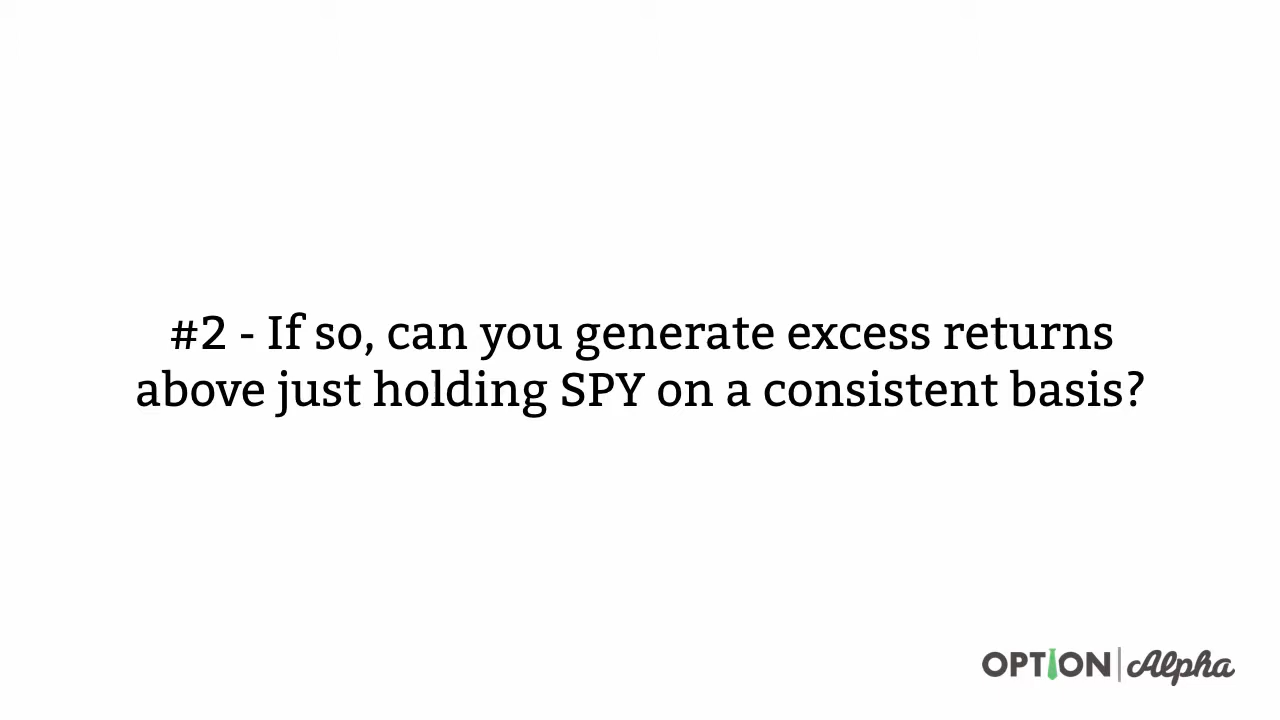 #2 - If so, can you generate excess returns
above just holding SPY on a consistent basis?
OPTION | Alpha